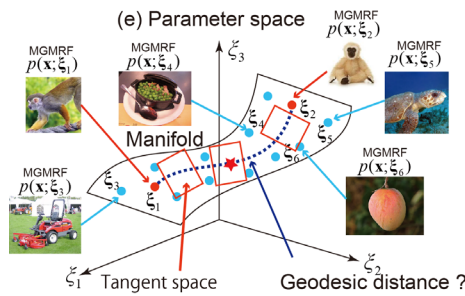 (e) Parameter space
MGMRF
p(x;ξ₁)
MGMRF
p(x;ξ₄)
ξ₃
MGMRF
p(x;ξ₂)
MGMRF
p(x;ξ₅)
Manifold
ξ₂
ξ₄
ξ₅
ξ₆
MGMRF
p(x;ξ₃)
ξ₃
ξ₁
MGMRF
p(x;ξ₆)
ξ₁
Tangent space
Geodesic distance ?
ξ₂